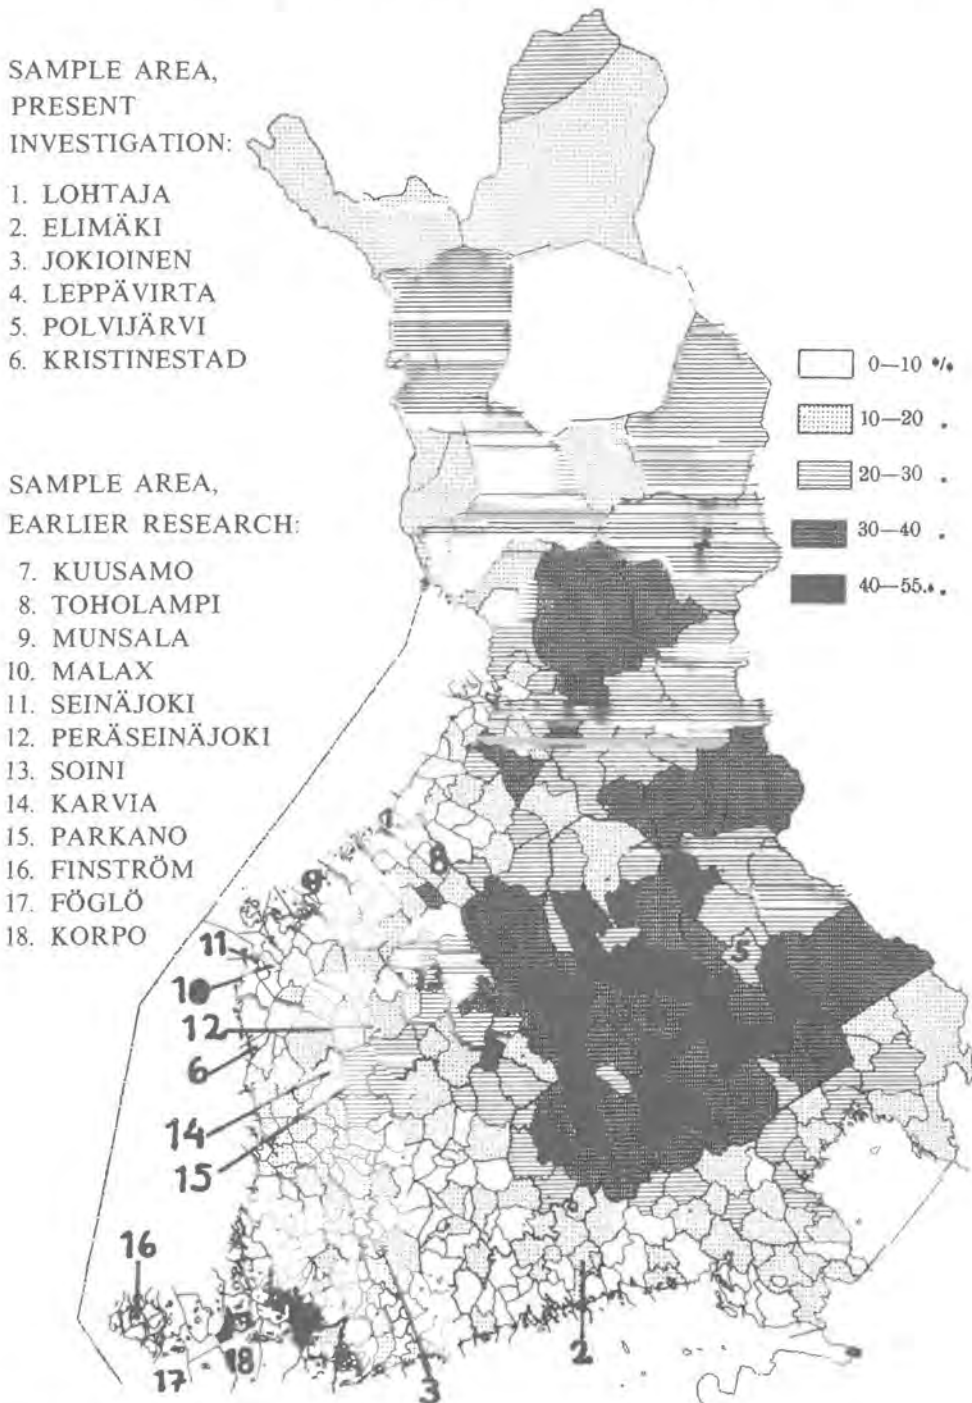 SAMPLE AREA,
PRESENT
INVESTIGATION:
1. LOHTAJA
2. ELIMÄKI
3. JOKIOINEN
4. LEPPÄVIRTA
5. POLVIJÄRVI
6. KRISTINESTAD
0—10 %
10—20 „
20—30 „
30—40 „
40—55.
SAMPLE AREA,
EARLIER RESEARCH:
7. KUUSAMO
8. TOHOLAMPI
9. MUNSALA
10. MALAX
11. SEINÄJOKI
12. PERÄSEINÄJOKI
13. SOINI
14. KARVIA
15. PARKANO
16. FINSTRÖM
17. FÖGLÖ
18. KORPO
7
8
9
11
10
13
5
12
6
14
15
16
17
18
3
2